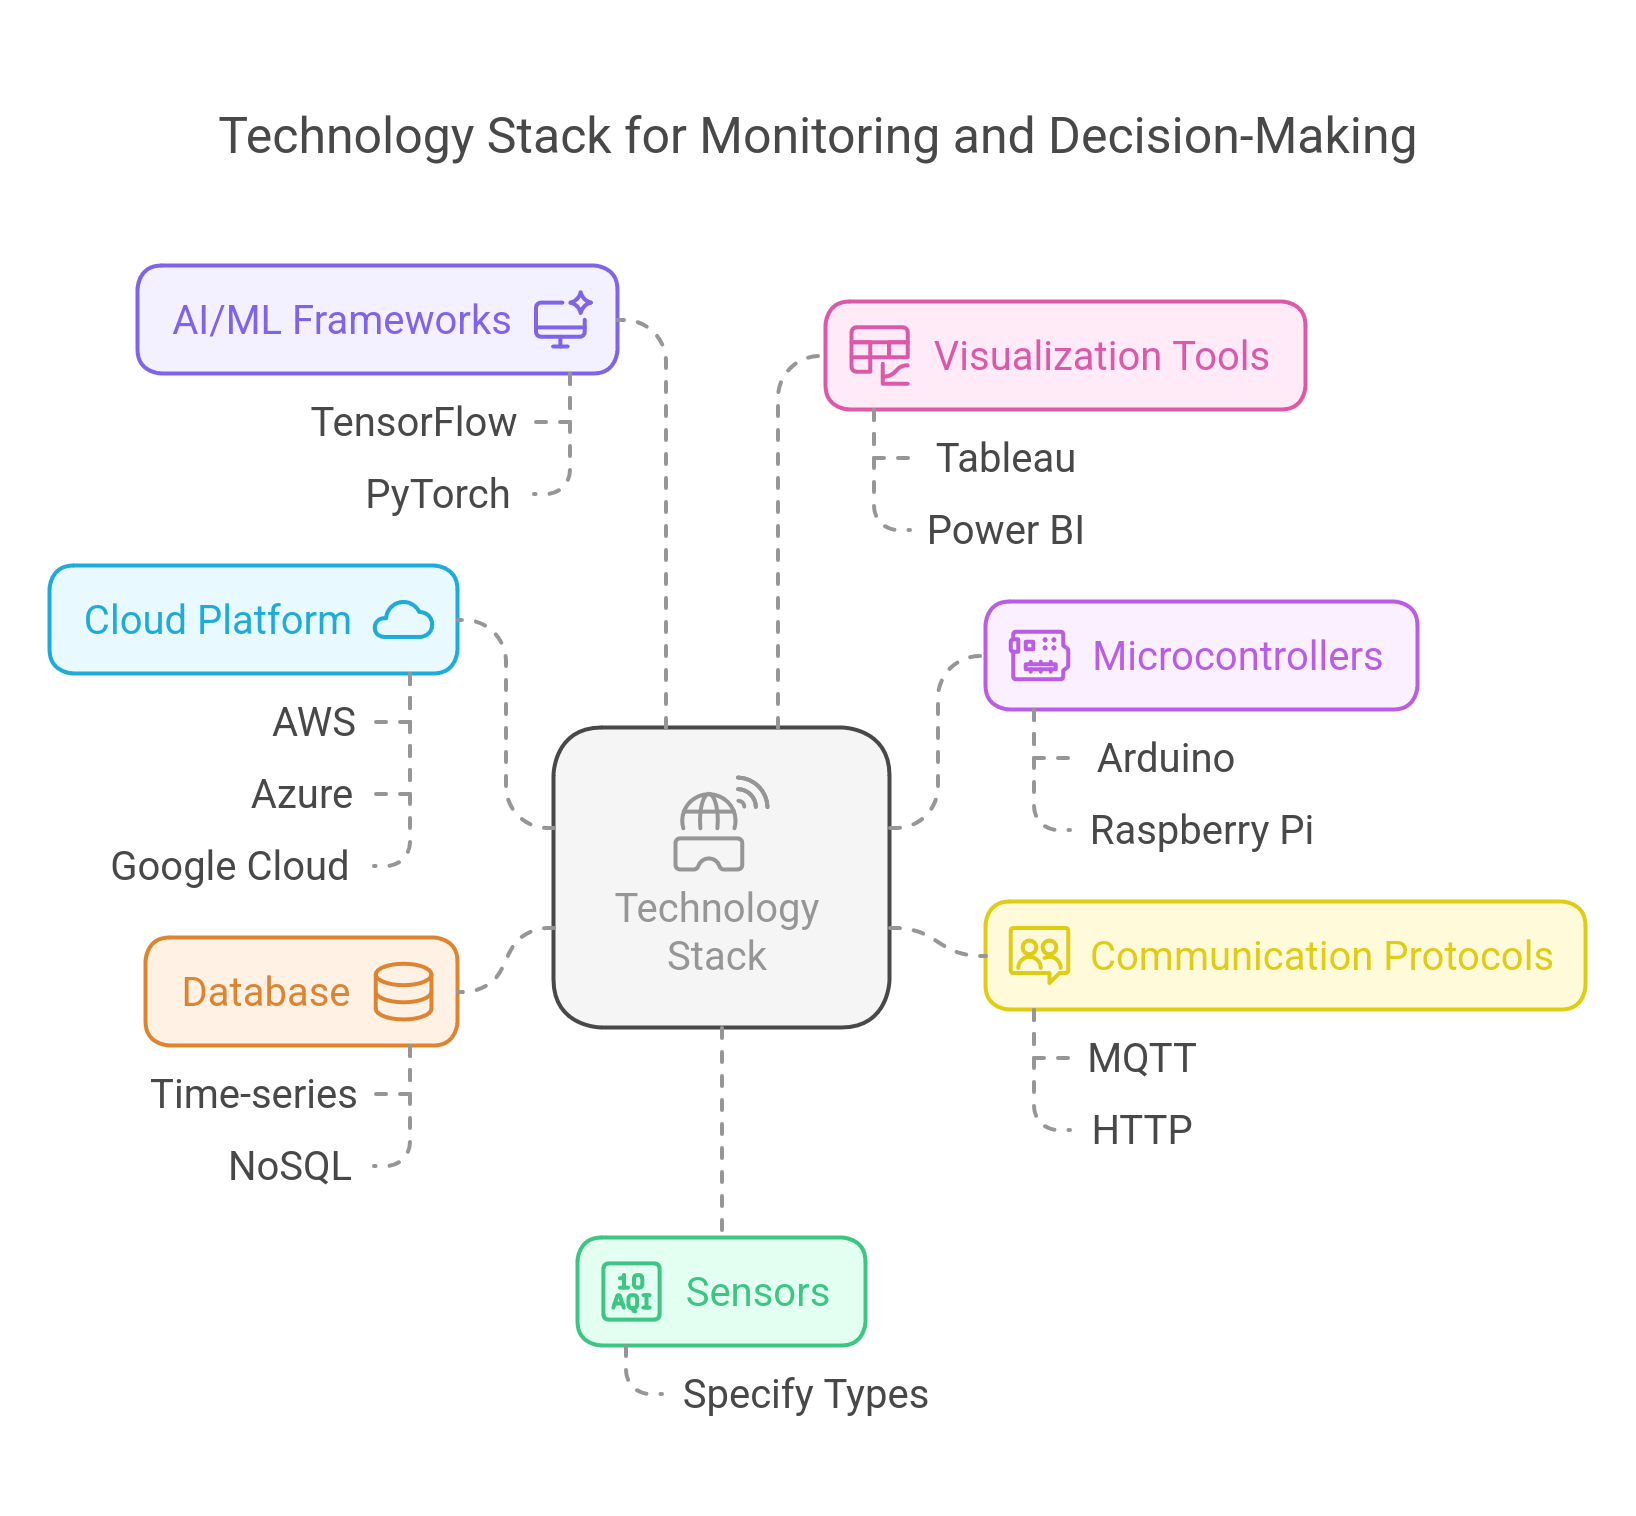 Technology Stack for Monitoring and Decision-Making
AI/ML Frameworks
TensorFlow
PyTorch
Visualization Tools
Tableau
Power BI
Cloud Platform
AWS
Azure
Google Cloud
Microcontrollers
Arduino
Raspberry Pi
Technology
Stack
Database
Time-series
NoSQL
Communication Protocols
MQTT
HTTP
10
AQI
Sensors
Specify Types